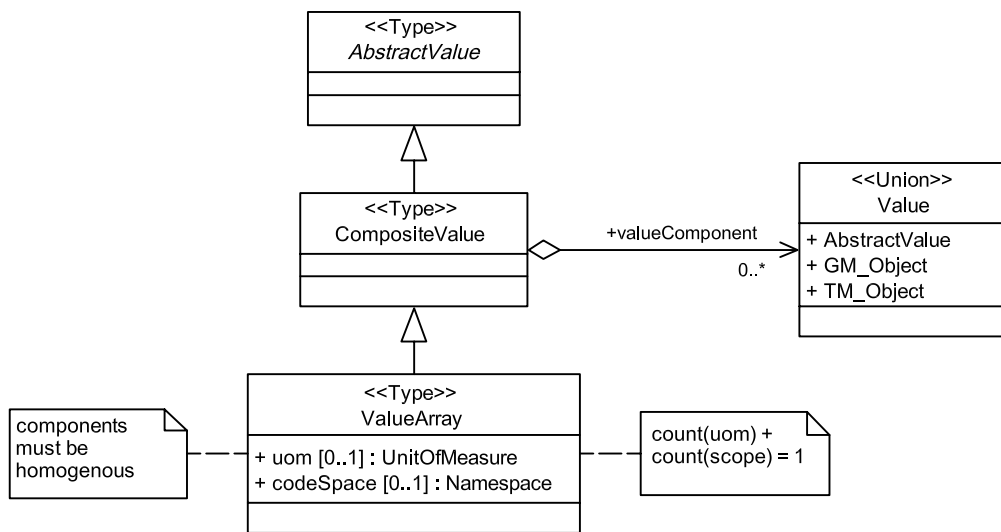 <<Type>>
AbstractValue
<<Type>>
CompositeValue
+valueComponent
0..*
<<Union>>
Value
+ AbstractValue
+ GM_Object
+ TM_Object
<<Type>>
ValueArray
+ uom [0..1] : UnitOfMeasure
+ codeSpace [0..1] : Namespace
components
must be
homogenous
count(uom) +
count(scope) = 1